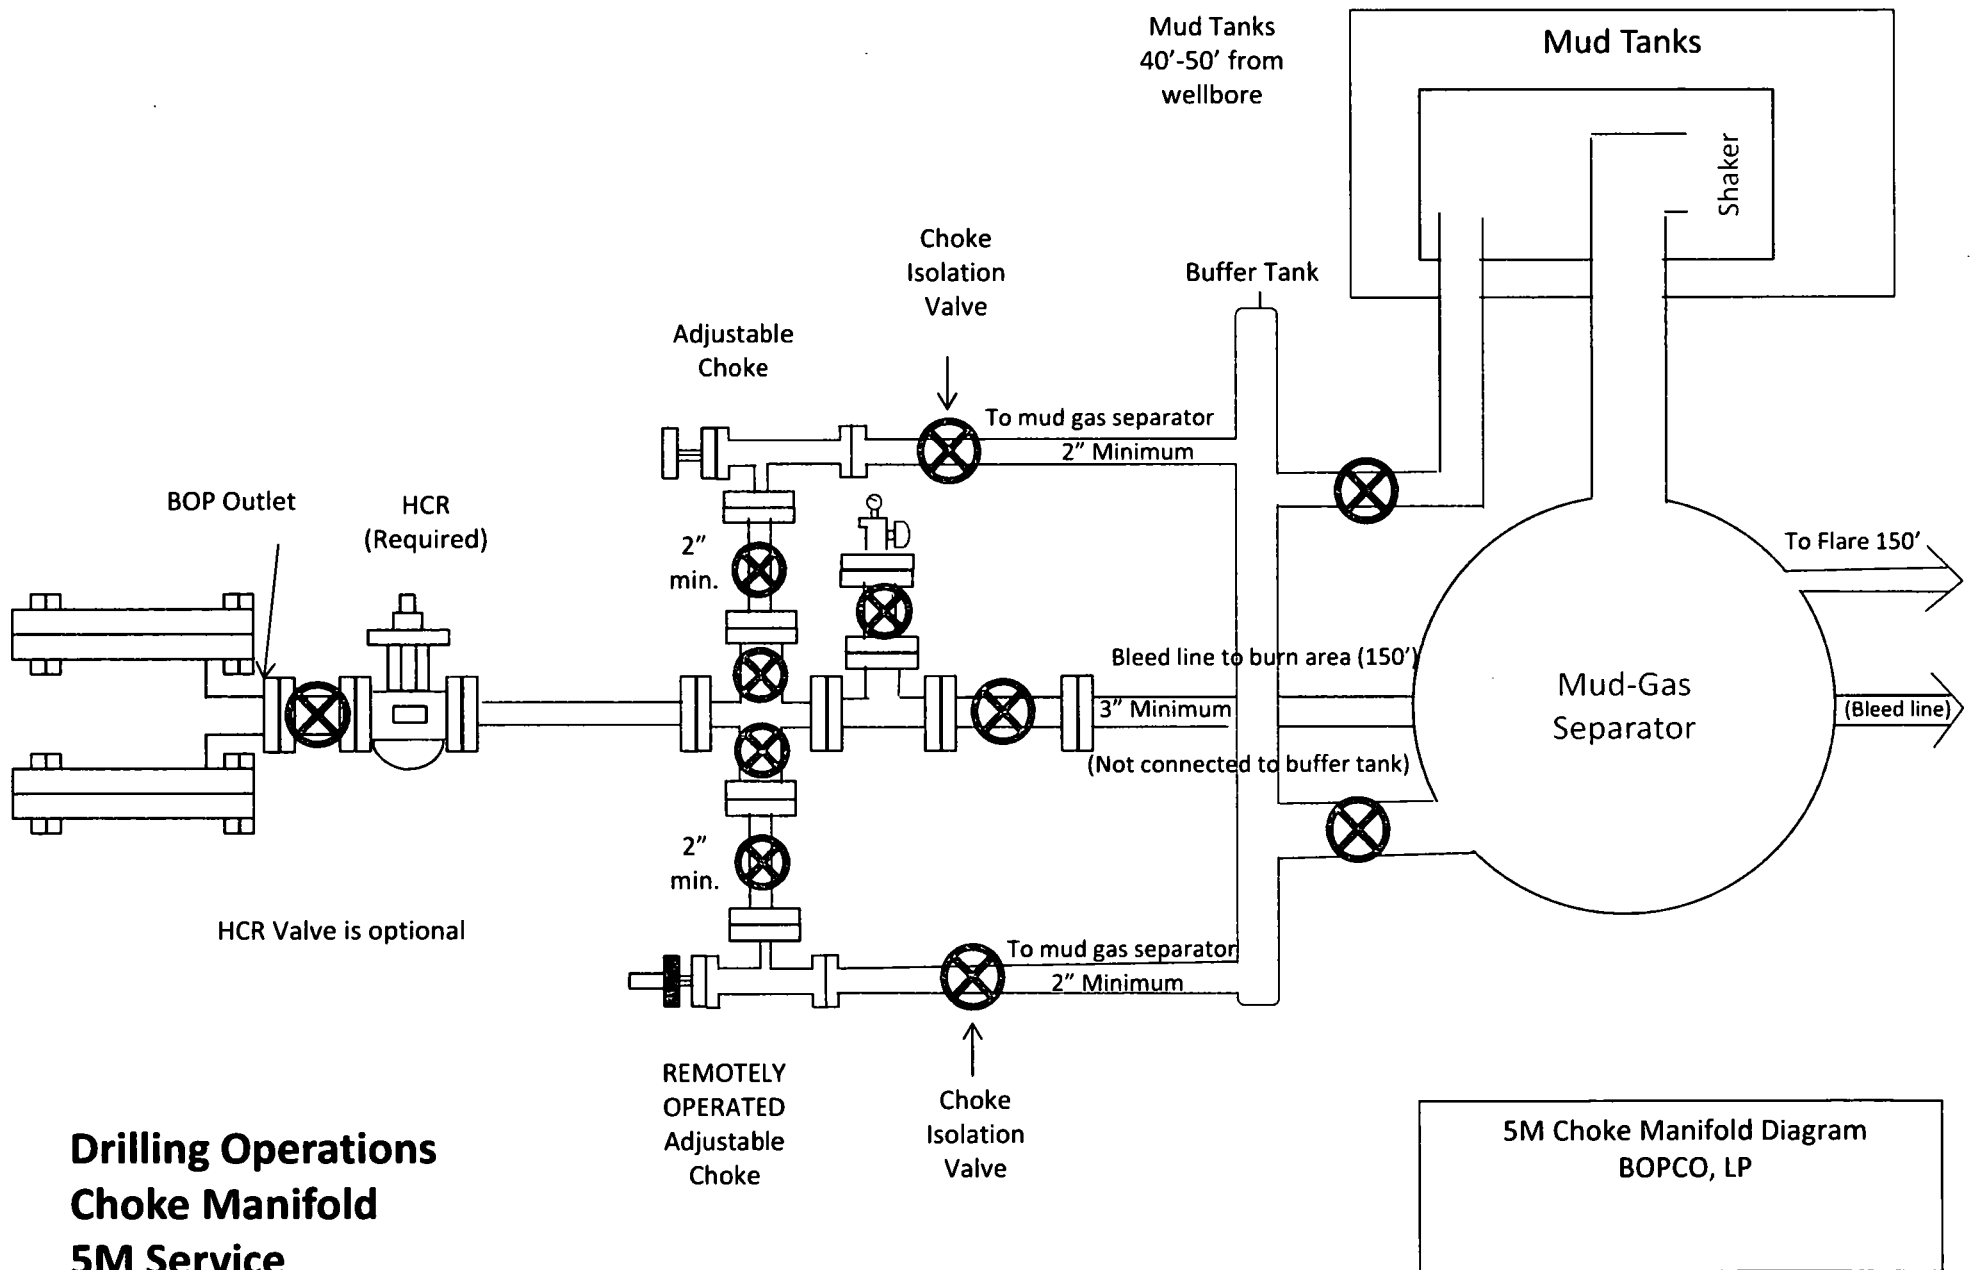 Mud Tanks
40’-50’ from
wellbore
Mud Tanks
Shaker
Choke
Isolation
Valve
Buffer Tank
Adjustable
Choke
To mud gas separator
2” Minimum
BOP Outlet
HCR
(Required)
2”
min.
To Flare 150’
Bleed line to burn area (150’)
3” Minimum
(Not connected to buffer tank)
Mud-Gas
Separator
(Bleed line)
2”
min.
HCR Valve is optional
To mud gas separator
2” Minimum
REMOTELY
OPERATED
Adjustable
Choke
Choke
Isolation
Valve
Drilling Operations
Choke Manifold
5M Service
5M Choke Manifold Diagram
BOPCO, LP